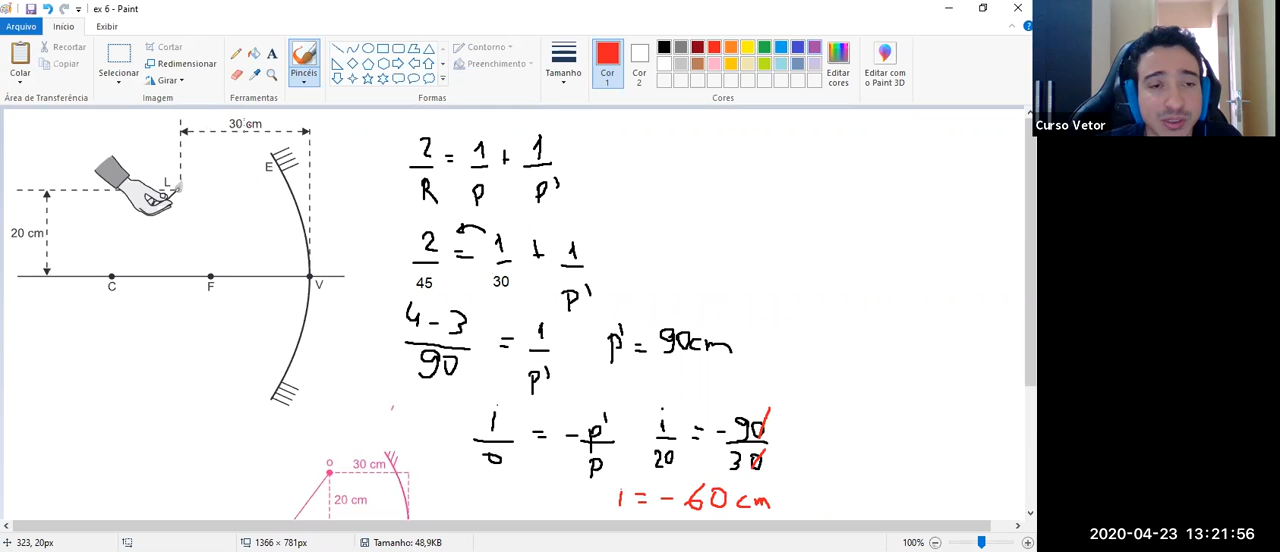 ex 6 - Paint
Arquivo Início Exibir
Colar
Recortar
Copiar
Área de Transferência
Selecionar
Cortar
Redimensionar
Girar
Imagem
A
Ferramentas
Pincéis
Contorno
Preenchimento
Formas
Tamanho
Cor 1
Cor 2
Editar cores
Cores
Editar com o Paint 3D
Curso Vetor
30 cm
E
L
20 cm
C F V
2/R = 1/p + 1/p'
2/45 = 1/30 + 1/p'
4 - 3/90 = 1/p' p' = 90cm
i/o = - p'/p i/20 = - 90/30
i = - 60 cm
o 30 cm
20 cm
323, 20px 1366 × 781px Tamanho: 48,9KB 100%
2020-04-23 13:21:56